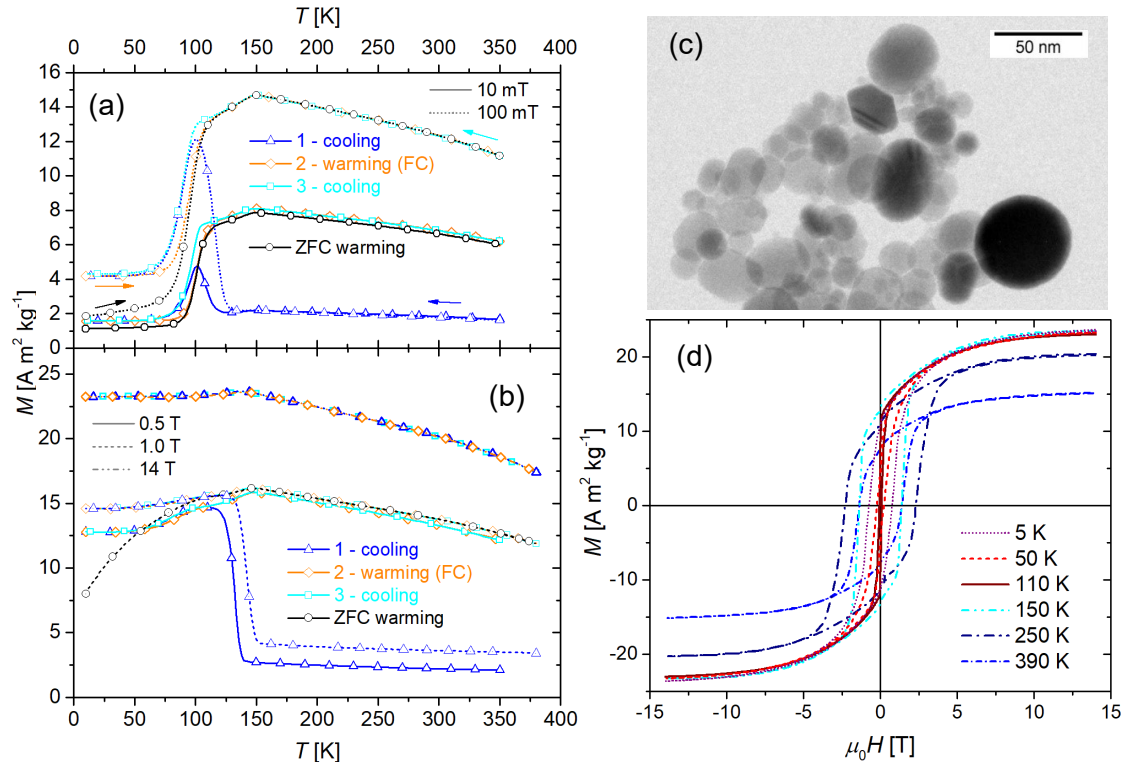 T [K]
0 50 100 150 200 250 300 350 400
16
14
12
10
8
6
4
2
0
(a)
10 mT
100 mT
1 - cooling
2 - warming (FC)
3 - cooling
ZFC warming
M [A m² kg⁻¹]
25
20
15
10
5
0
(b)
0.5 T
1.0 T
14 T
1 - cooling
2 - warming (FC)
3 - cooling
ZFC warming
0 50 100 150 200 250 300 350 400
T [K]
(c)
50 nm
(d)
M [A m² kg⁻¹]
20
10
0
-10
-20
5 K
50 K
110 K
150 K
250 K
390 K
-15 -10 -5 0 5 10 15
μ₀H [T]